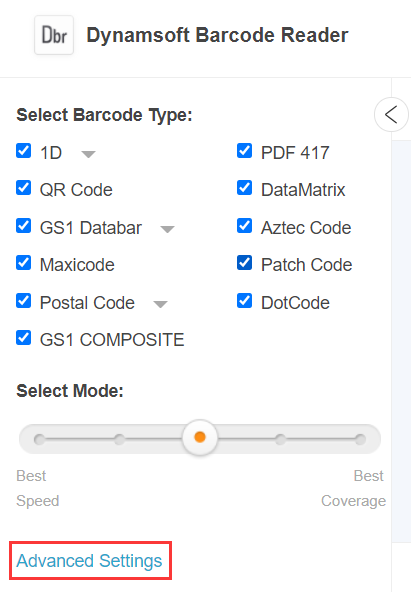 Dbr Dynamsoft Barcode Reader
Select Barcode Type:
1D PDF 417
QR Code DataMatrix
GS1 Databar Aztec Code
Maxicode Patch Code
Postal Code DotCode
GS1 COMPOSITE
Select Mode:
Best Best
Speed Coverage
Advanced Settings